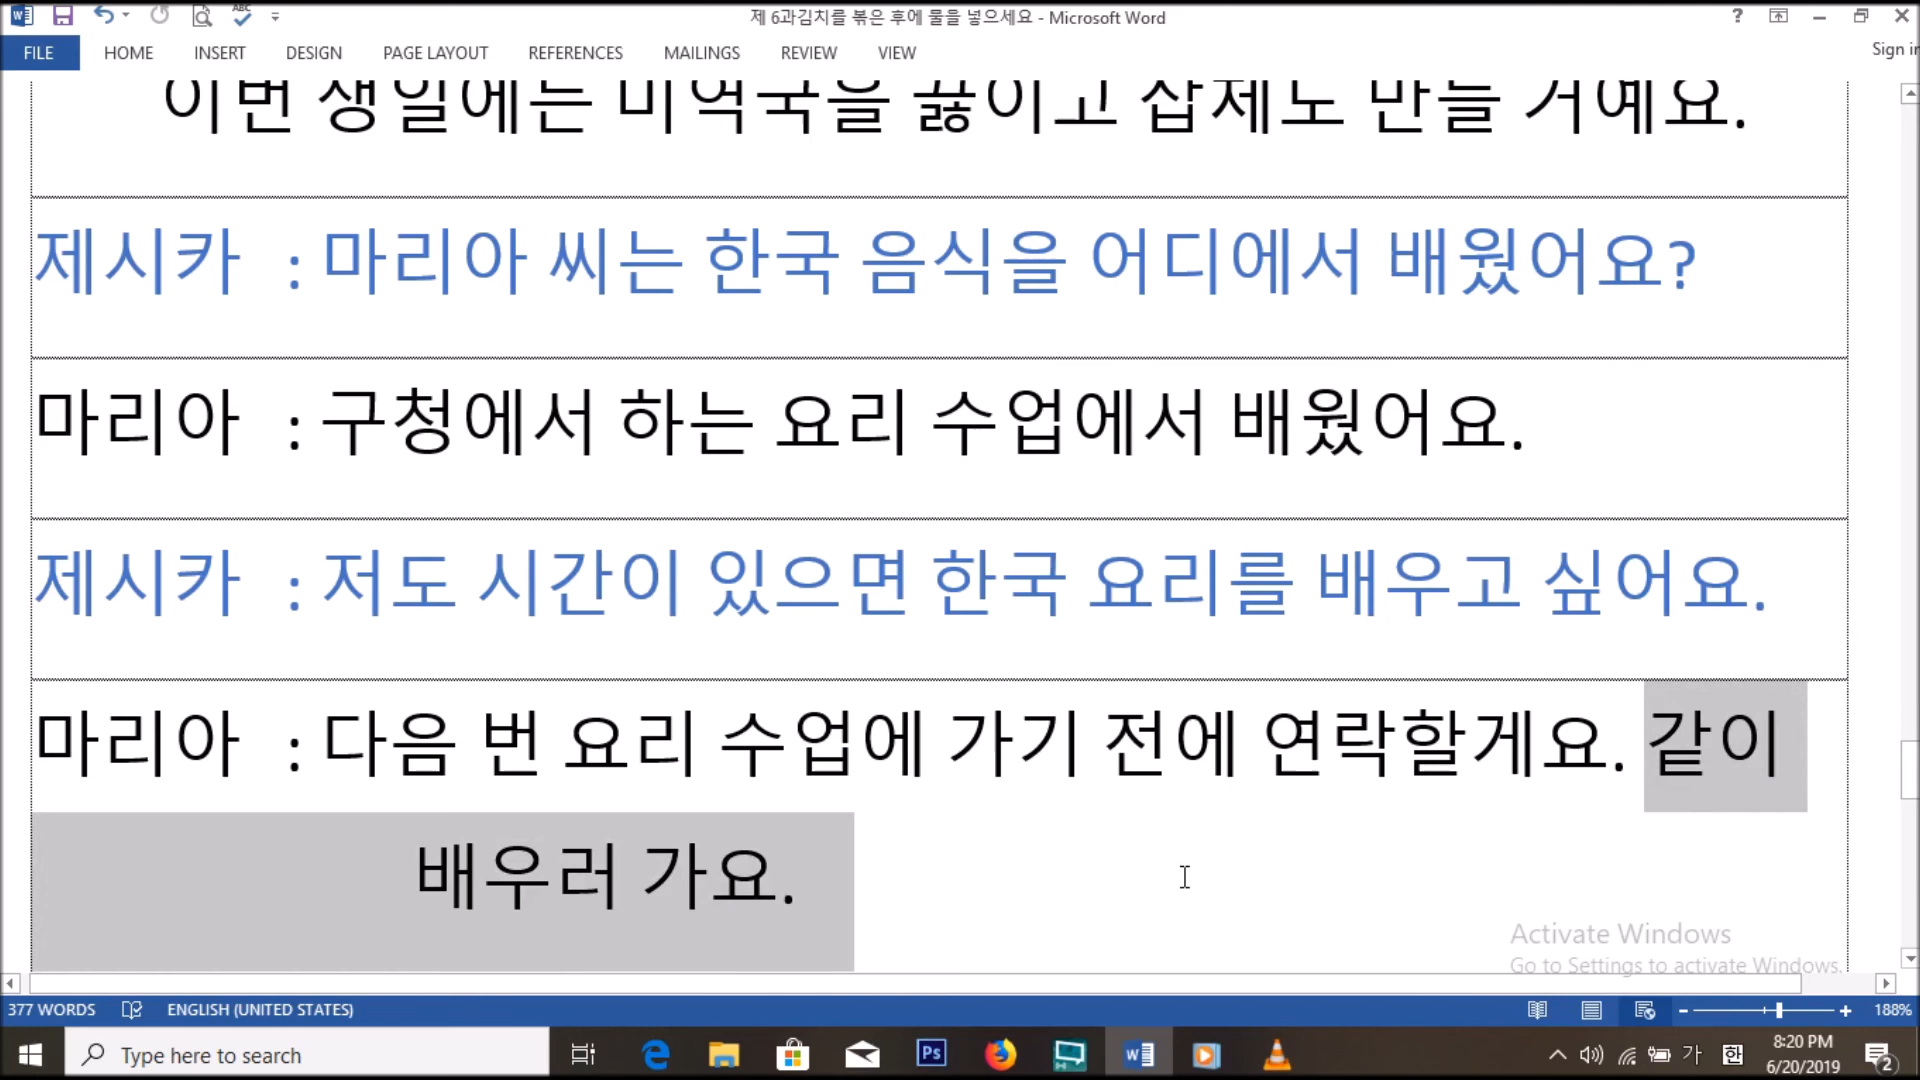 제 6과김치를 볶은 후에 물을 넣으세요 - Microsoft Word
FILE HOME INSERT DESIGN PAGE LAYOUT REFERENCES MAILINGS REVIEW VIEW Sign in
이번 생일에는 미역국을 끓이고 잡채도 만들 거예요.
제시카 : 마리아 씨는 한국 음식을 어디에서 배웠어요?
마리아 : 구청에서 하는 요리 수업에서 배웠어요.
제시카 : 저도 시간이 있으면 한국 요리를 배우고 싶어요.
마리아 : 다음 번 요리 수업에 가기 전에 연락할게요. 같이
배우러 가요.
Activate Windows
Go to Settings to activate Windows.
377 WORDS ENGLISH (UNITED STATES) 188%
Type here to search Ps 가 한 8:20 PM
6/20/2019 2